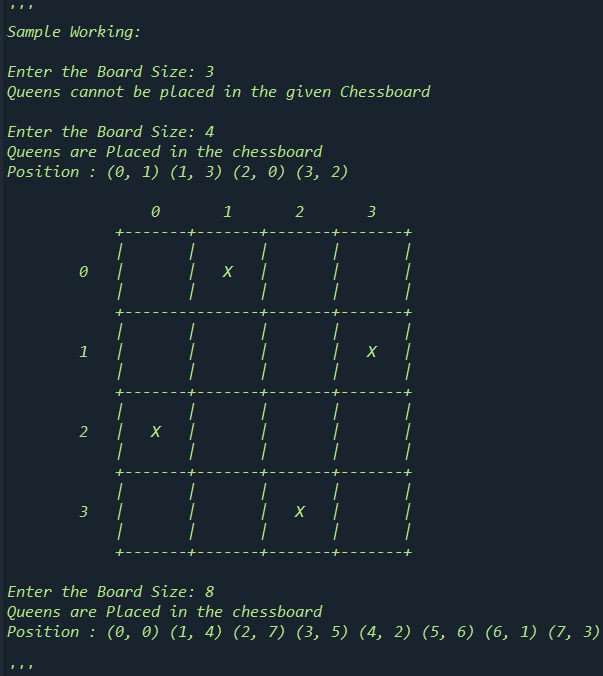 '''
Sample Working:

Enter the Board Size: 3
Queens cannot be placed in the given Chessboard

Enter the Board Size: 4
Queens are Placed in the chessboard
Position : (0, 1) (1, 3) (2, 0) (3, 2)

                0       1       2       3
            +-------+-------+-------+-------+
            |       |       |       |       |
        0   |       |   X   |       |       |
            |       |       |       |       |
            +---------------+-------+-------+
            |       |       |       |       |
        1   |       |       |       |   X   |
            |       |       |       |       |
            +-------+-------+-------+-------+
            |       |       |       |       |
        2   |   X   |       |       |       |
            |       |       |       |       |
            +-------+-------+-------+-------+
            |       |       |       |       |
        3   |       |       |   X   |       |
            |       |       |       |       |
            +-------+-------+-------+-------+

Enter the Board Size: 8
Queens are Placed in the chessboard
Position : (0, 0) (1, 4) (2, 7) (3, 5) (4, 2) (5, 6) (6, 1) (7, 3)

'''